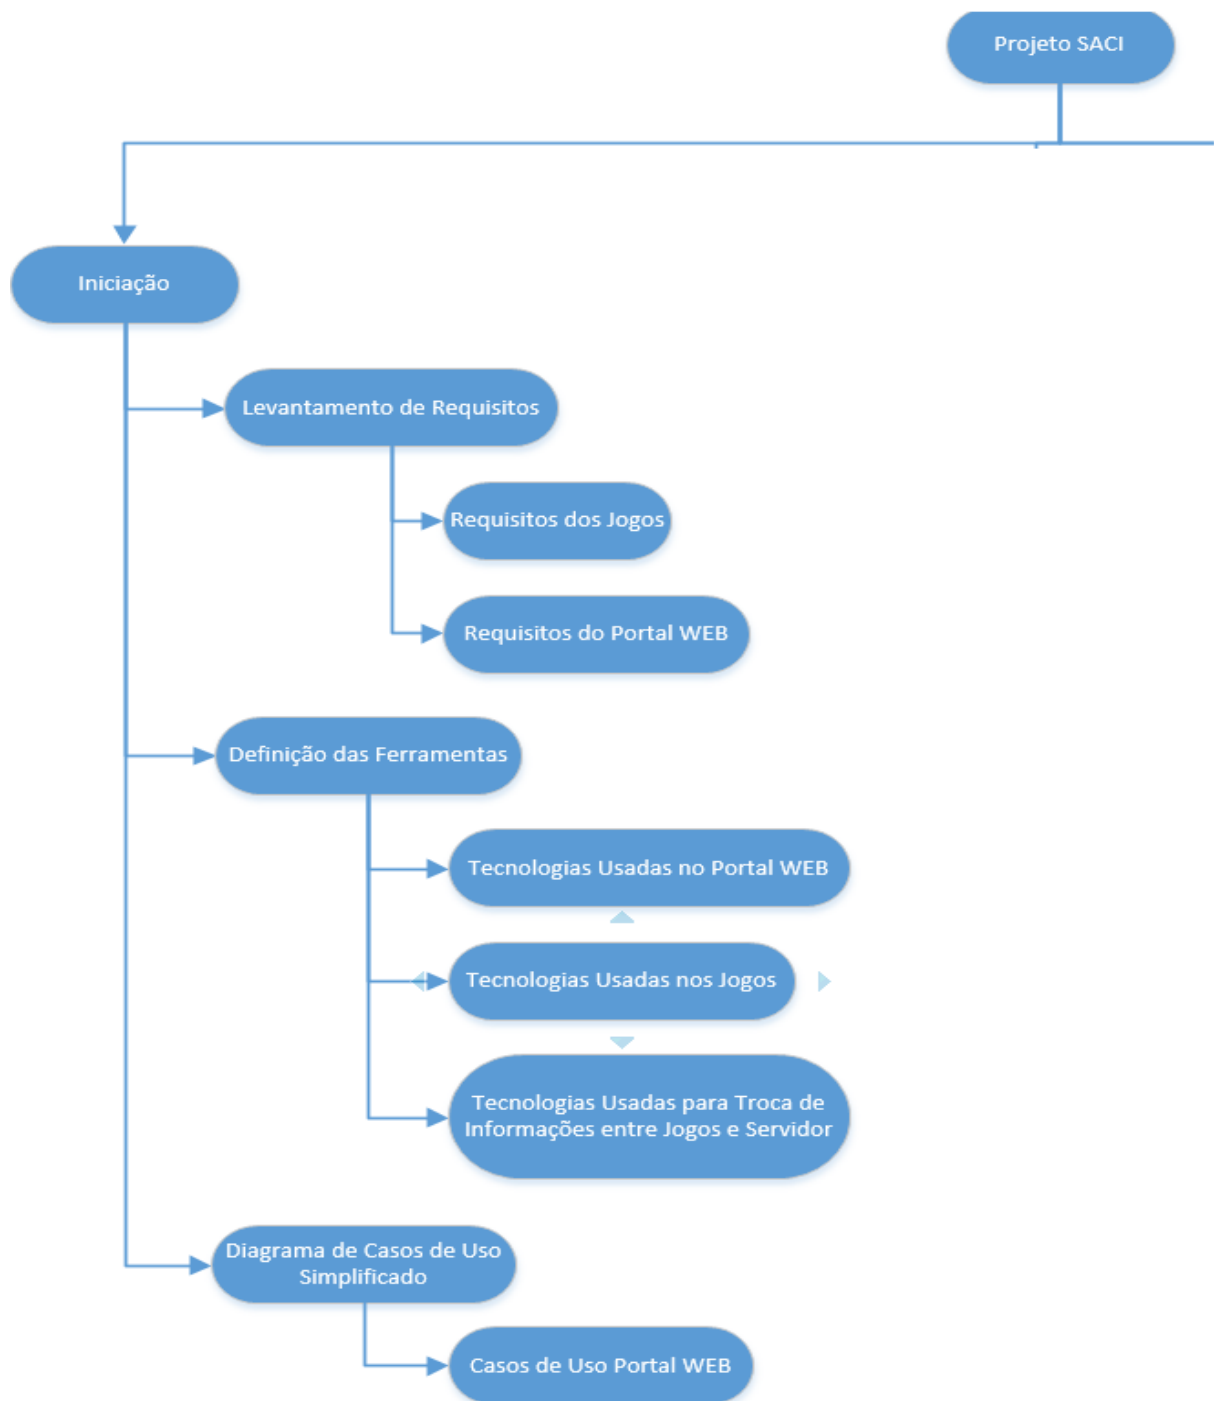 Projeto SACI
Iniciação
Levantamento de Requisitos
Requisitos dos Jogos
Requisitos do Portal WEB
Definição das Ferramentas
Tecnologias Usadas no Portal WEB
Tecnologias Usadas nos Jogos
Tecnologias Usadas para Troca de
Informações entre Jogos e Servidor
Diagrama de Casos de Uso
Simplificado
Casos de Uso Portal WEB